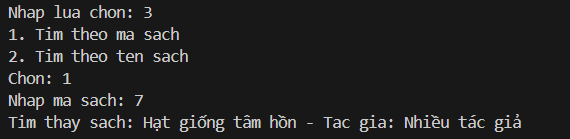 Nhap lua chon: 3
1. Tim theo ma sach
2. Tim theo ten sach
Chon: 1
Nhap ma sach: 7
Tim thay sach: Hạt giống tâm hồn - Tac gia: Nhiều tác giả